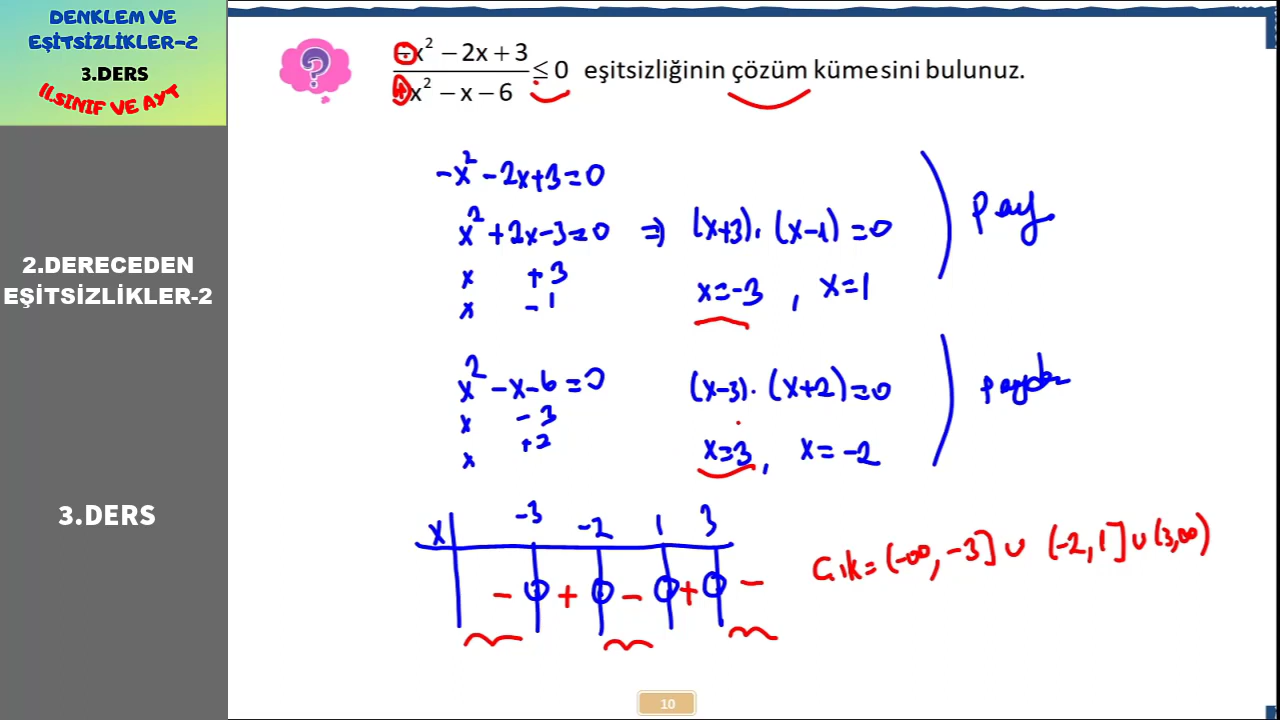 DENKLEM VE
EŞİTSİZLİKLER-2
3.DERS
11.SINIF VE AYT
2.DERECEDEN
EŞİTSİZLİKLER-2
3.DERS
-x² - 2x + 3
x² - x - 6
≤ 0 eşitsizliğinin çözüm kümesini bulunuz.
-x² - 2x + 3 = 0
x² + 2x - 3 = 0 ⇒ (x+3)·(x-1) = 0
x +3
x -1
x = -3, x = 1
Pay
x² - x - 6 = 0 (x-3)·(x+2) = 0
x -3
x +2
x = 3, x = -2
payda
x -3 -2 1 3
- + - + -
Ç.k = (-∞, -3] ∪ (-2, 1] ∪ (3, ∞)
10